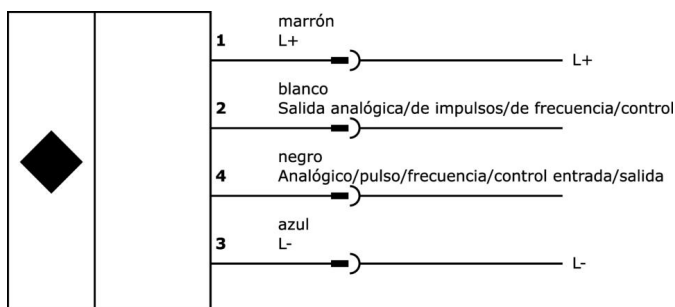 marrón
1 L+ L+
blanco
2 Salida analógica/de impulsos/de frecuencia/control
negro
4 Analógico/pulso/frecuencia/control entrada/salida
azul
3 L- L-